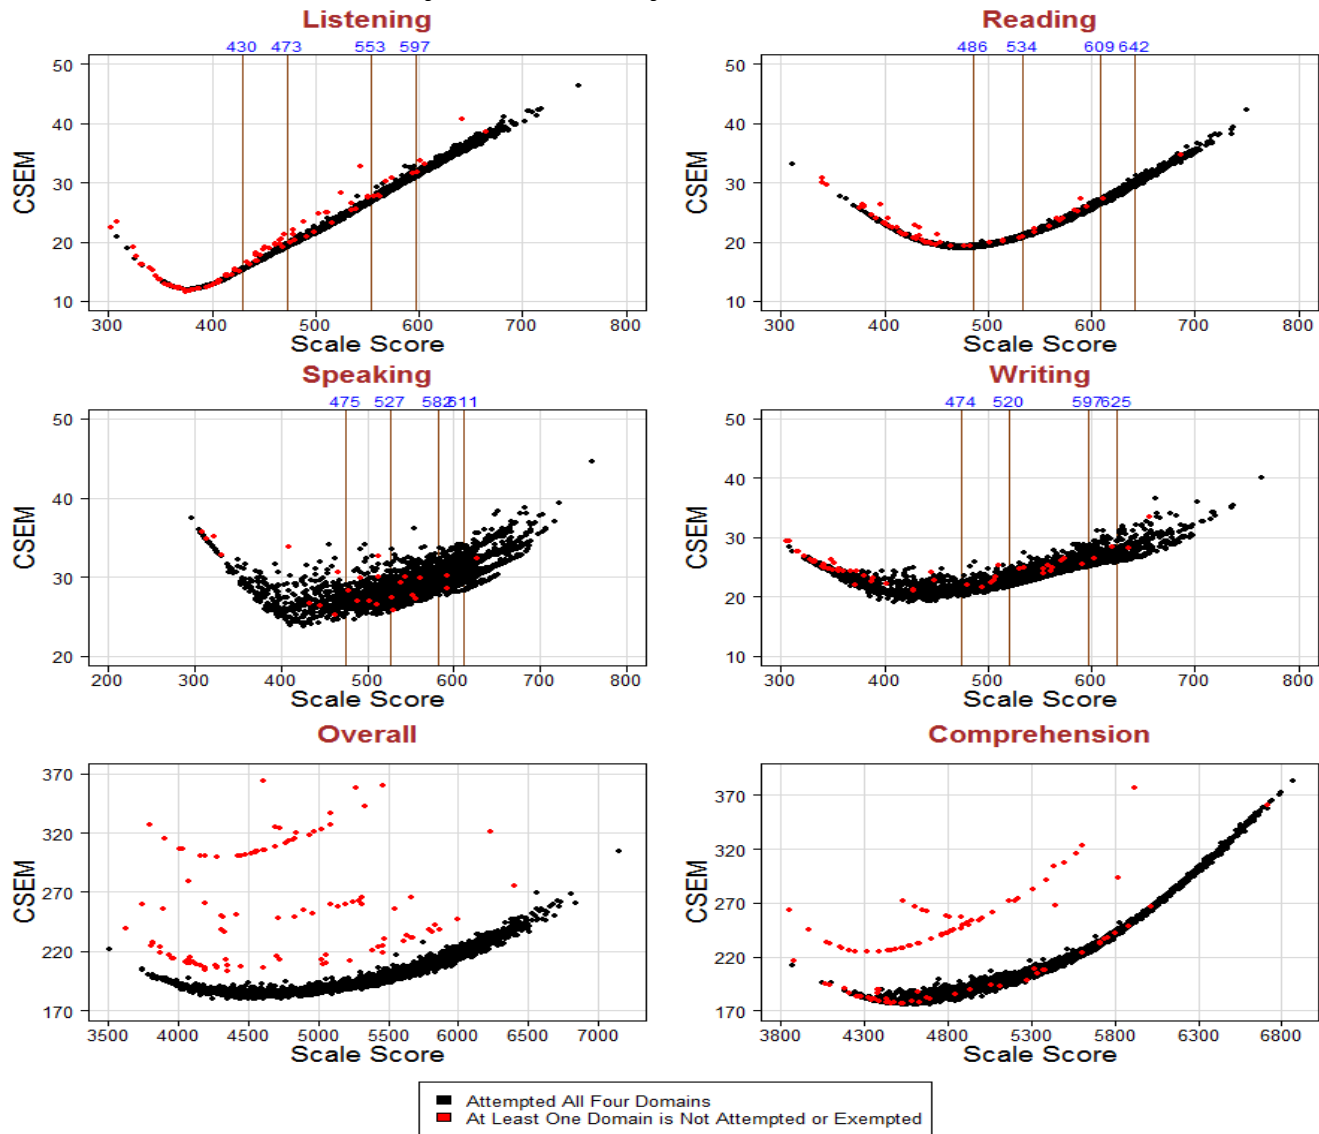 Listening
430 473 553 597
50
40
30
20
10
CSEM
300 400 500 600 700 800
Scale Score
Reading
486 534 609 642
50
40
30
20
10
CSEM
300 400 500 600 700 800
Scale Score
Speaking
475 527 582 611
50
40
30
20
CSEM
200 300 400 500 600 700 800
Scale Score
Writing
474 520 597 625
50
40
30
20
10
CSEM
300 400 500 600 700 800
Scale Score
Overall
370
320
270
220
170
CSEM
3500 4000 4500 5000 5500 6000 6500 7000
Scale Score
Comprehension
370
320
270
220
170
CSEM
3800 4300 4800 5300 5800 6300 6800
Scale Score
Attempted All Four Domains
At Least One Domain is Not Attempted or Exempted